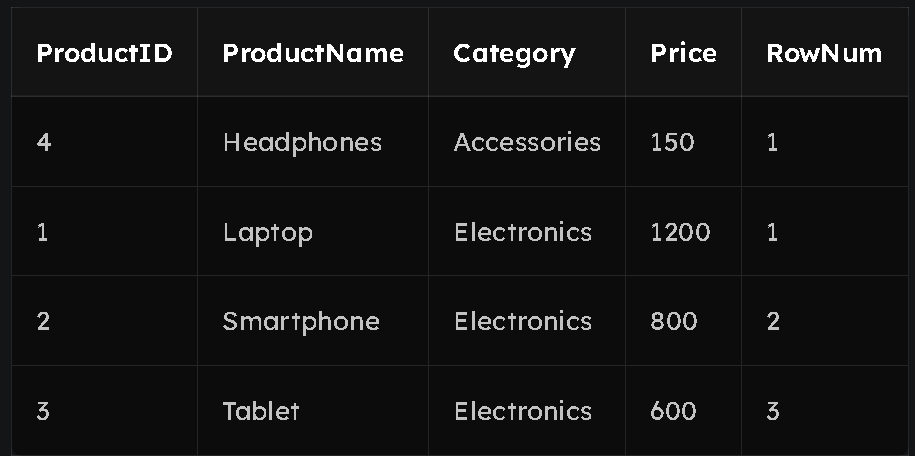 ProductID ProductName Category Price RowNum
4 Headphones Accessories 150 1
1 Laptop Electronics 1200 1
2 Smartphone Electronics 800 2
3 Tablet Electronics 600 3